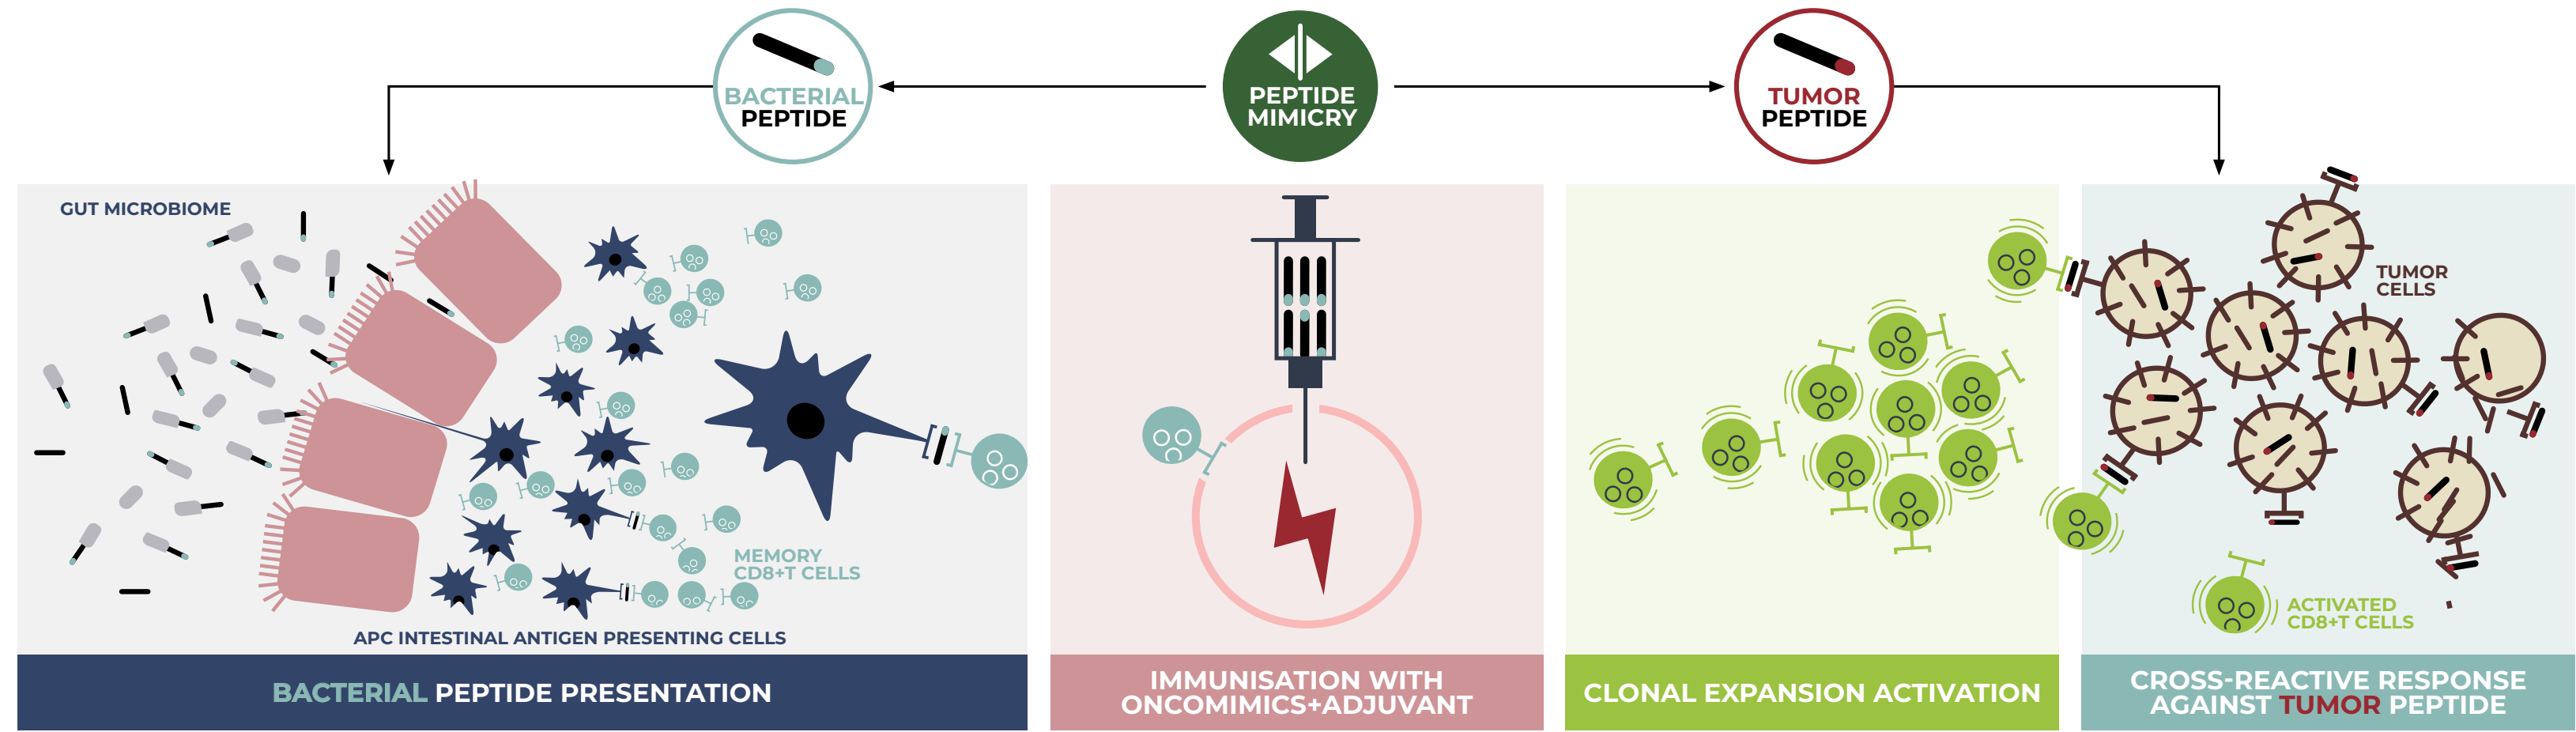 BACTERIAL
PEPTIDE
PEPTIDE
MIMICRY
TUMOR
PEPTIDE
GUT MICROBIOME
MEMORY
CD8+T CELLS
APC INTESTINAL ANTIGEN PRESENTING CELLS
BACTERIAL PEPTIDE PRESENTATION
IMMUNISATION WITH
ONCOMIMICS+ADJUVANT
CLONAL EXPANSION ACTIVATION
TUMOR
CELLS
ACTIVATED
CD8+T CELLS
CROSS-REACTIVE RESPONSE
AGAINST TUMOR PEPTIDE